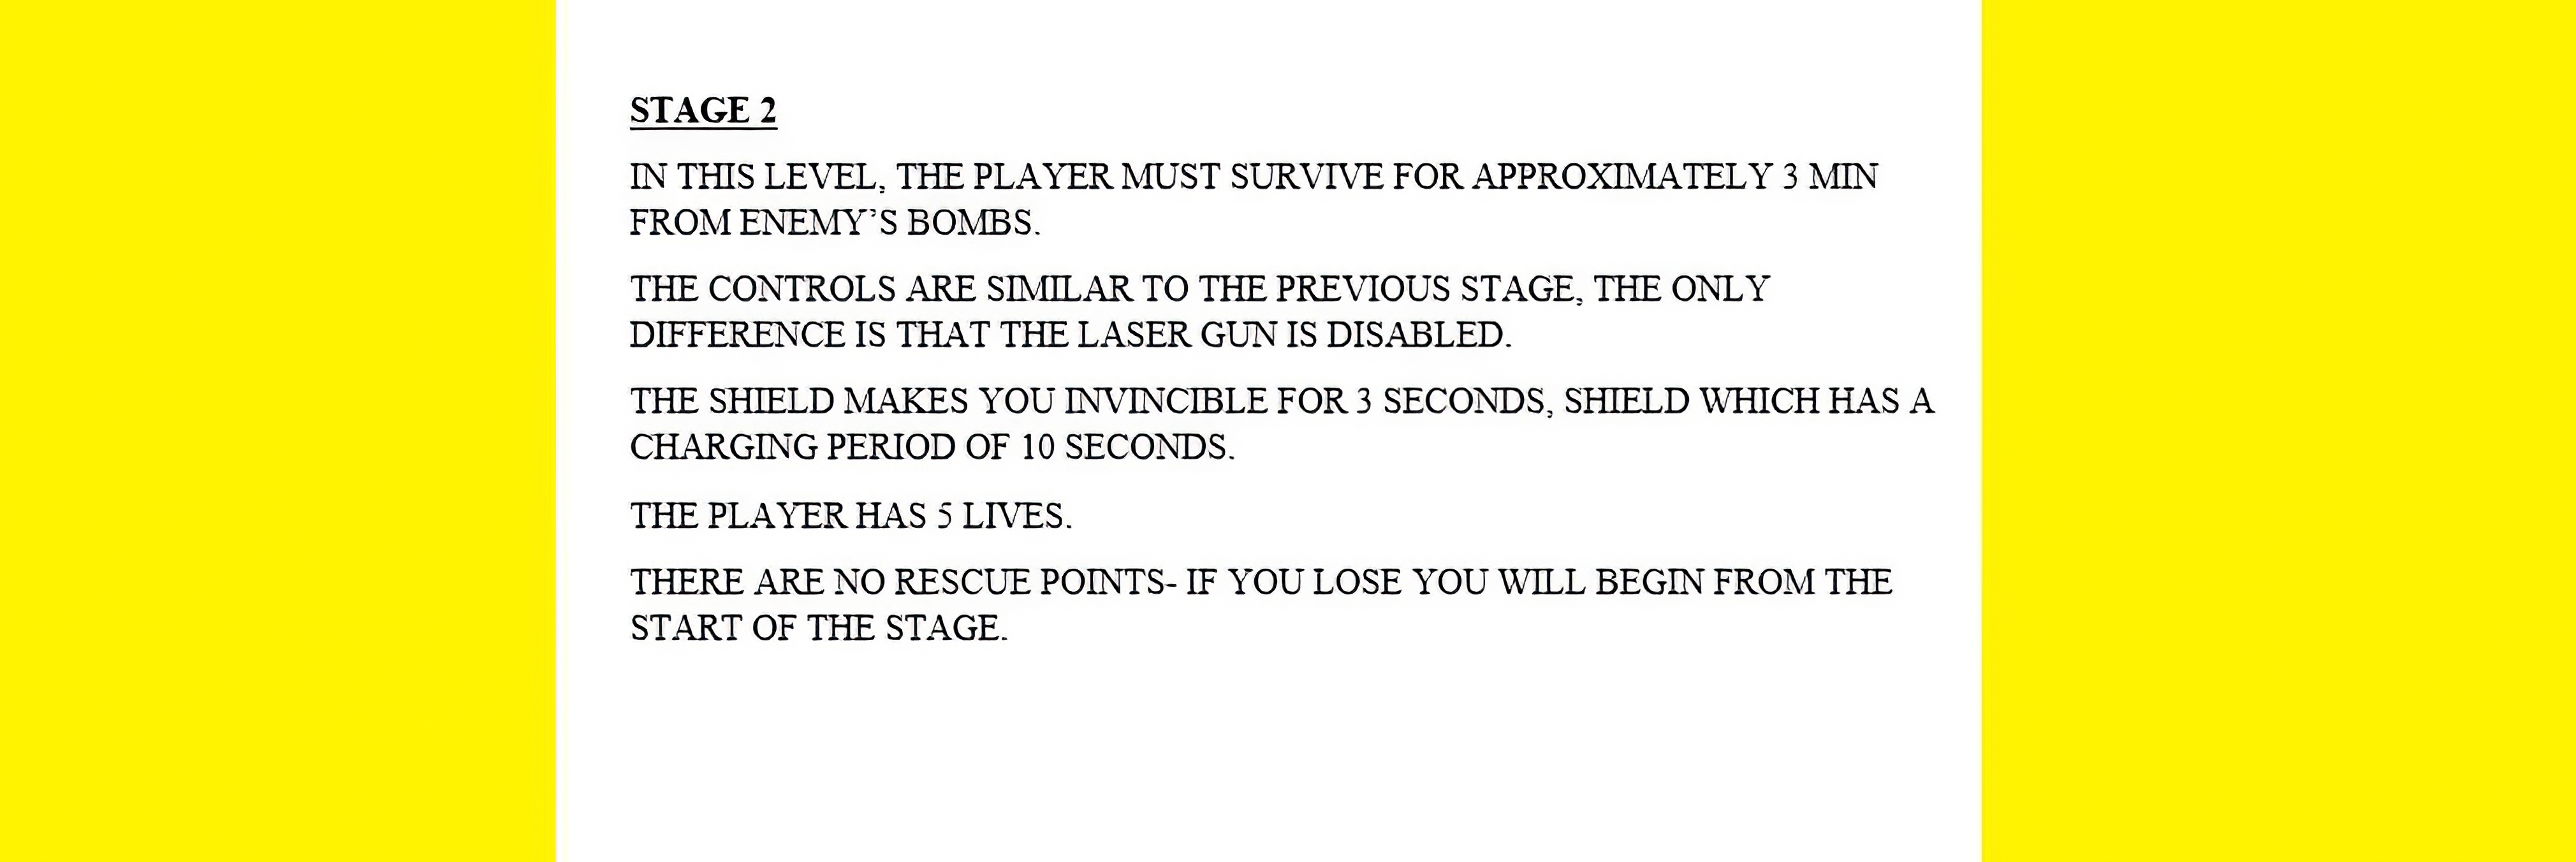 STAGE 2
IN THIS LEVEL, THE PLAYER MUST SURVIVE FOR APPROXIMATELY 3 MIN
FROM ENEMY'S BOMBS.
THE CONTROLS ARE SIMILAR TO THE PREVIOUS STAGE, THE ONLY
DIFFERENCE IS THAT THE LASER GUN IS DISABLED.
THE SHIELD MAKES YOU INVINCIBLE FOR 3 SECONDS, SHIELD WHICH HAS A
CHARGING PERIOD OF 10 SECONDS.
THE PLAYER HAS 5 LIVES.
THERE ARE NO RESCUE POINTS- IF YOU LOSE YOU WILL BEGIN FROM THE
START OF THE STAGE.